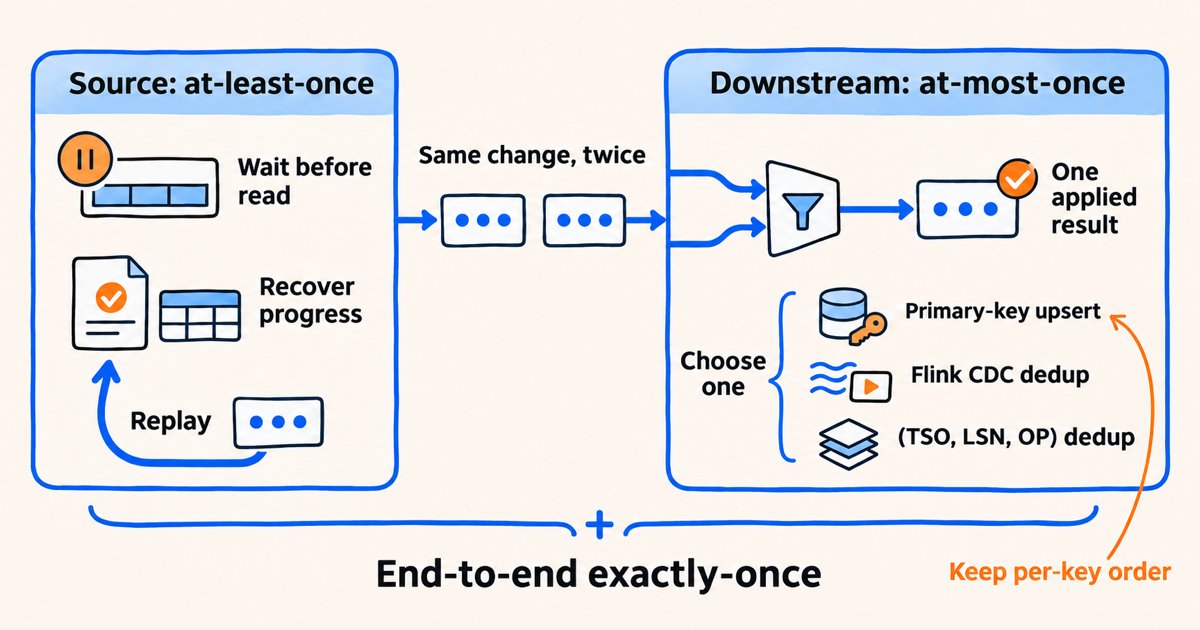 Source: at-least-once
Wait before
read
Recover
progress
Replay
Same change, twice
Downstream: at-most-once
One
applied
result
Choose
one
Primary-key upsert
Flink CDC dedup
(TSO, LSN, OP) dedup
+
End-to-end exactly-once
Keep per-key order